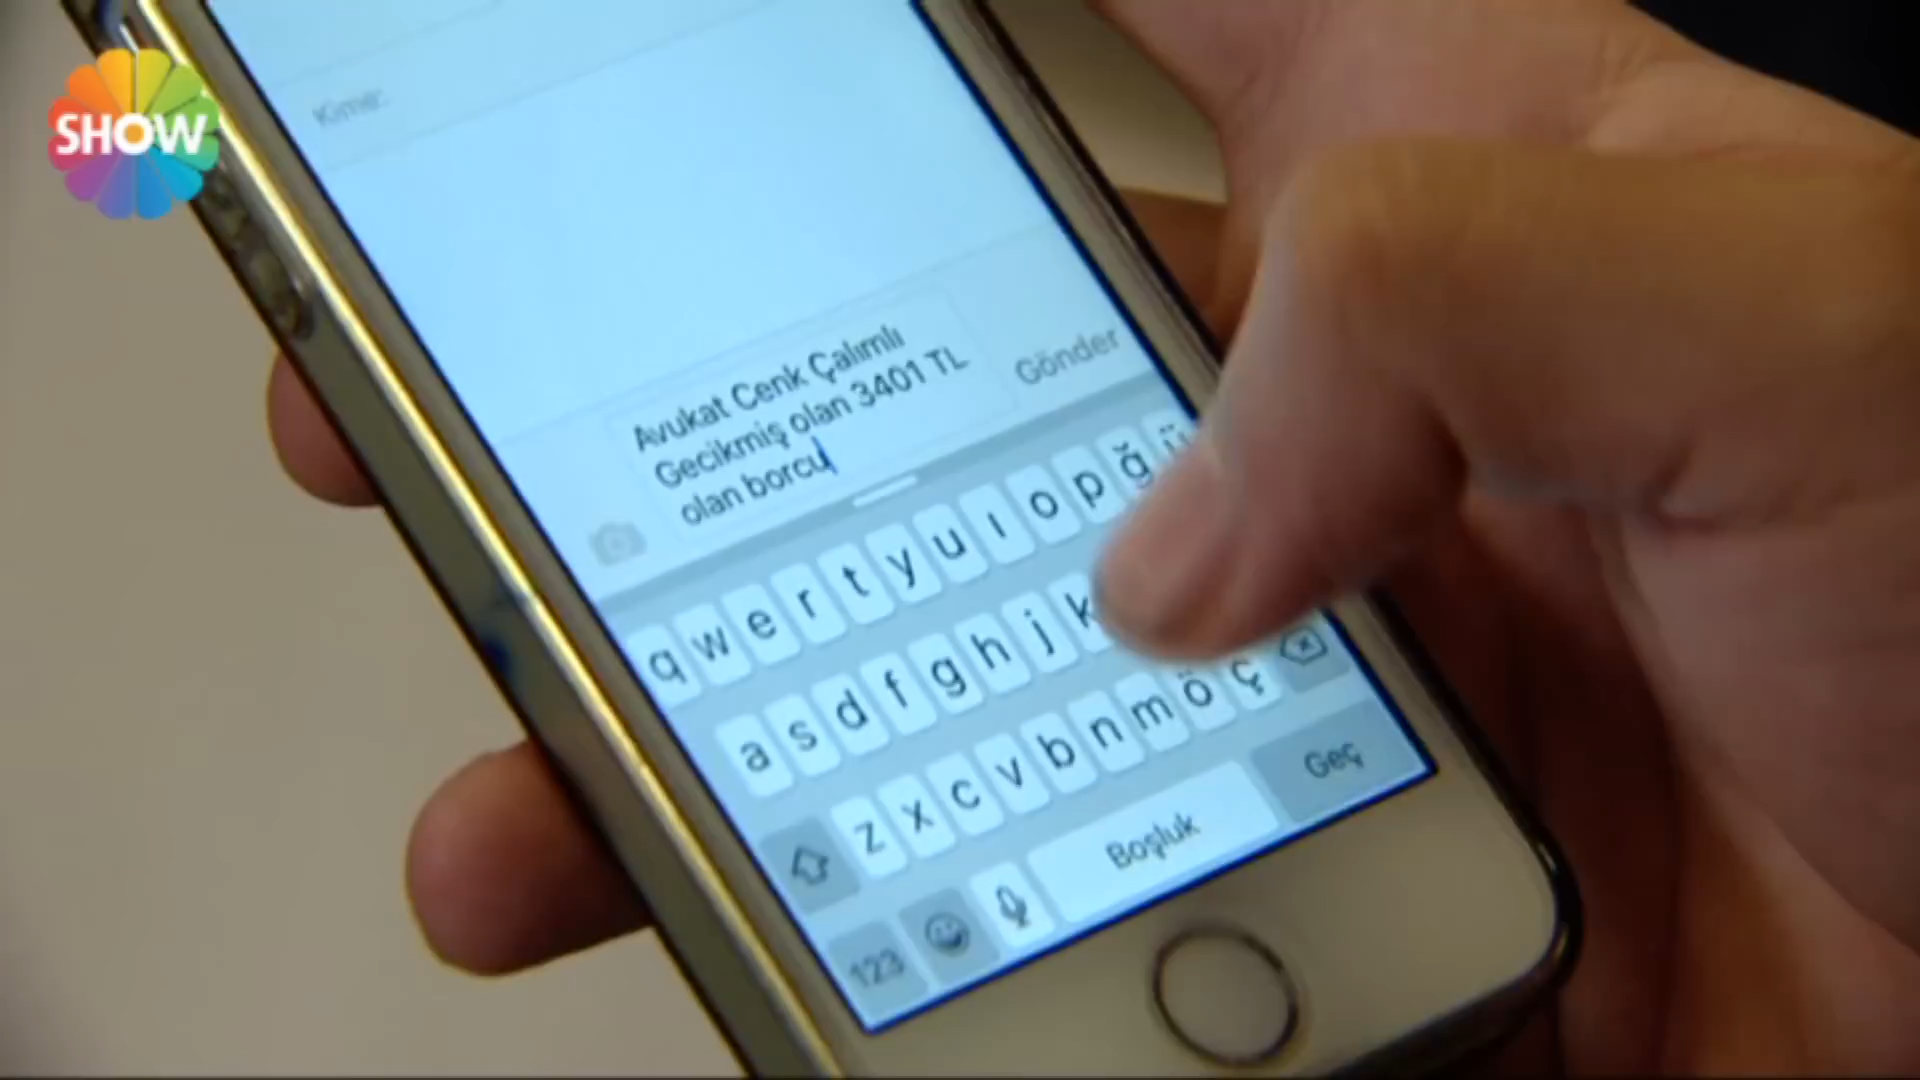 SHOW
Kime:
Avukat Cenk Çalımlı
Gecikmiş olan 3401 TL
olan borcu
Gönder
q w e r t y u ı o p ğ ü
a s d f g h j k
z x c v b n m ö ç
123
Boşluk
Geç